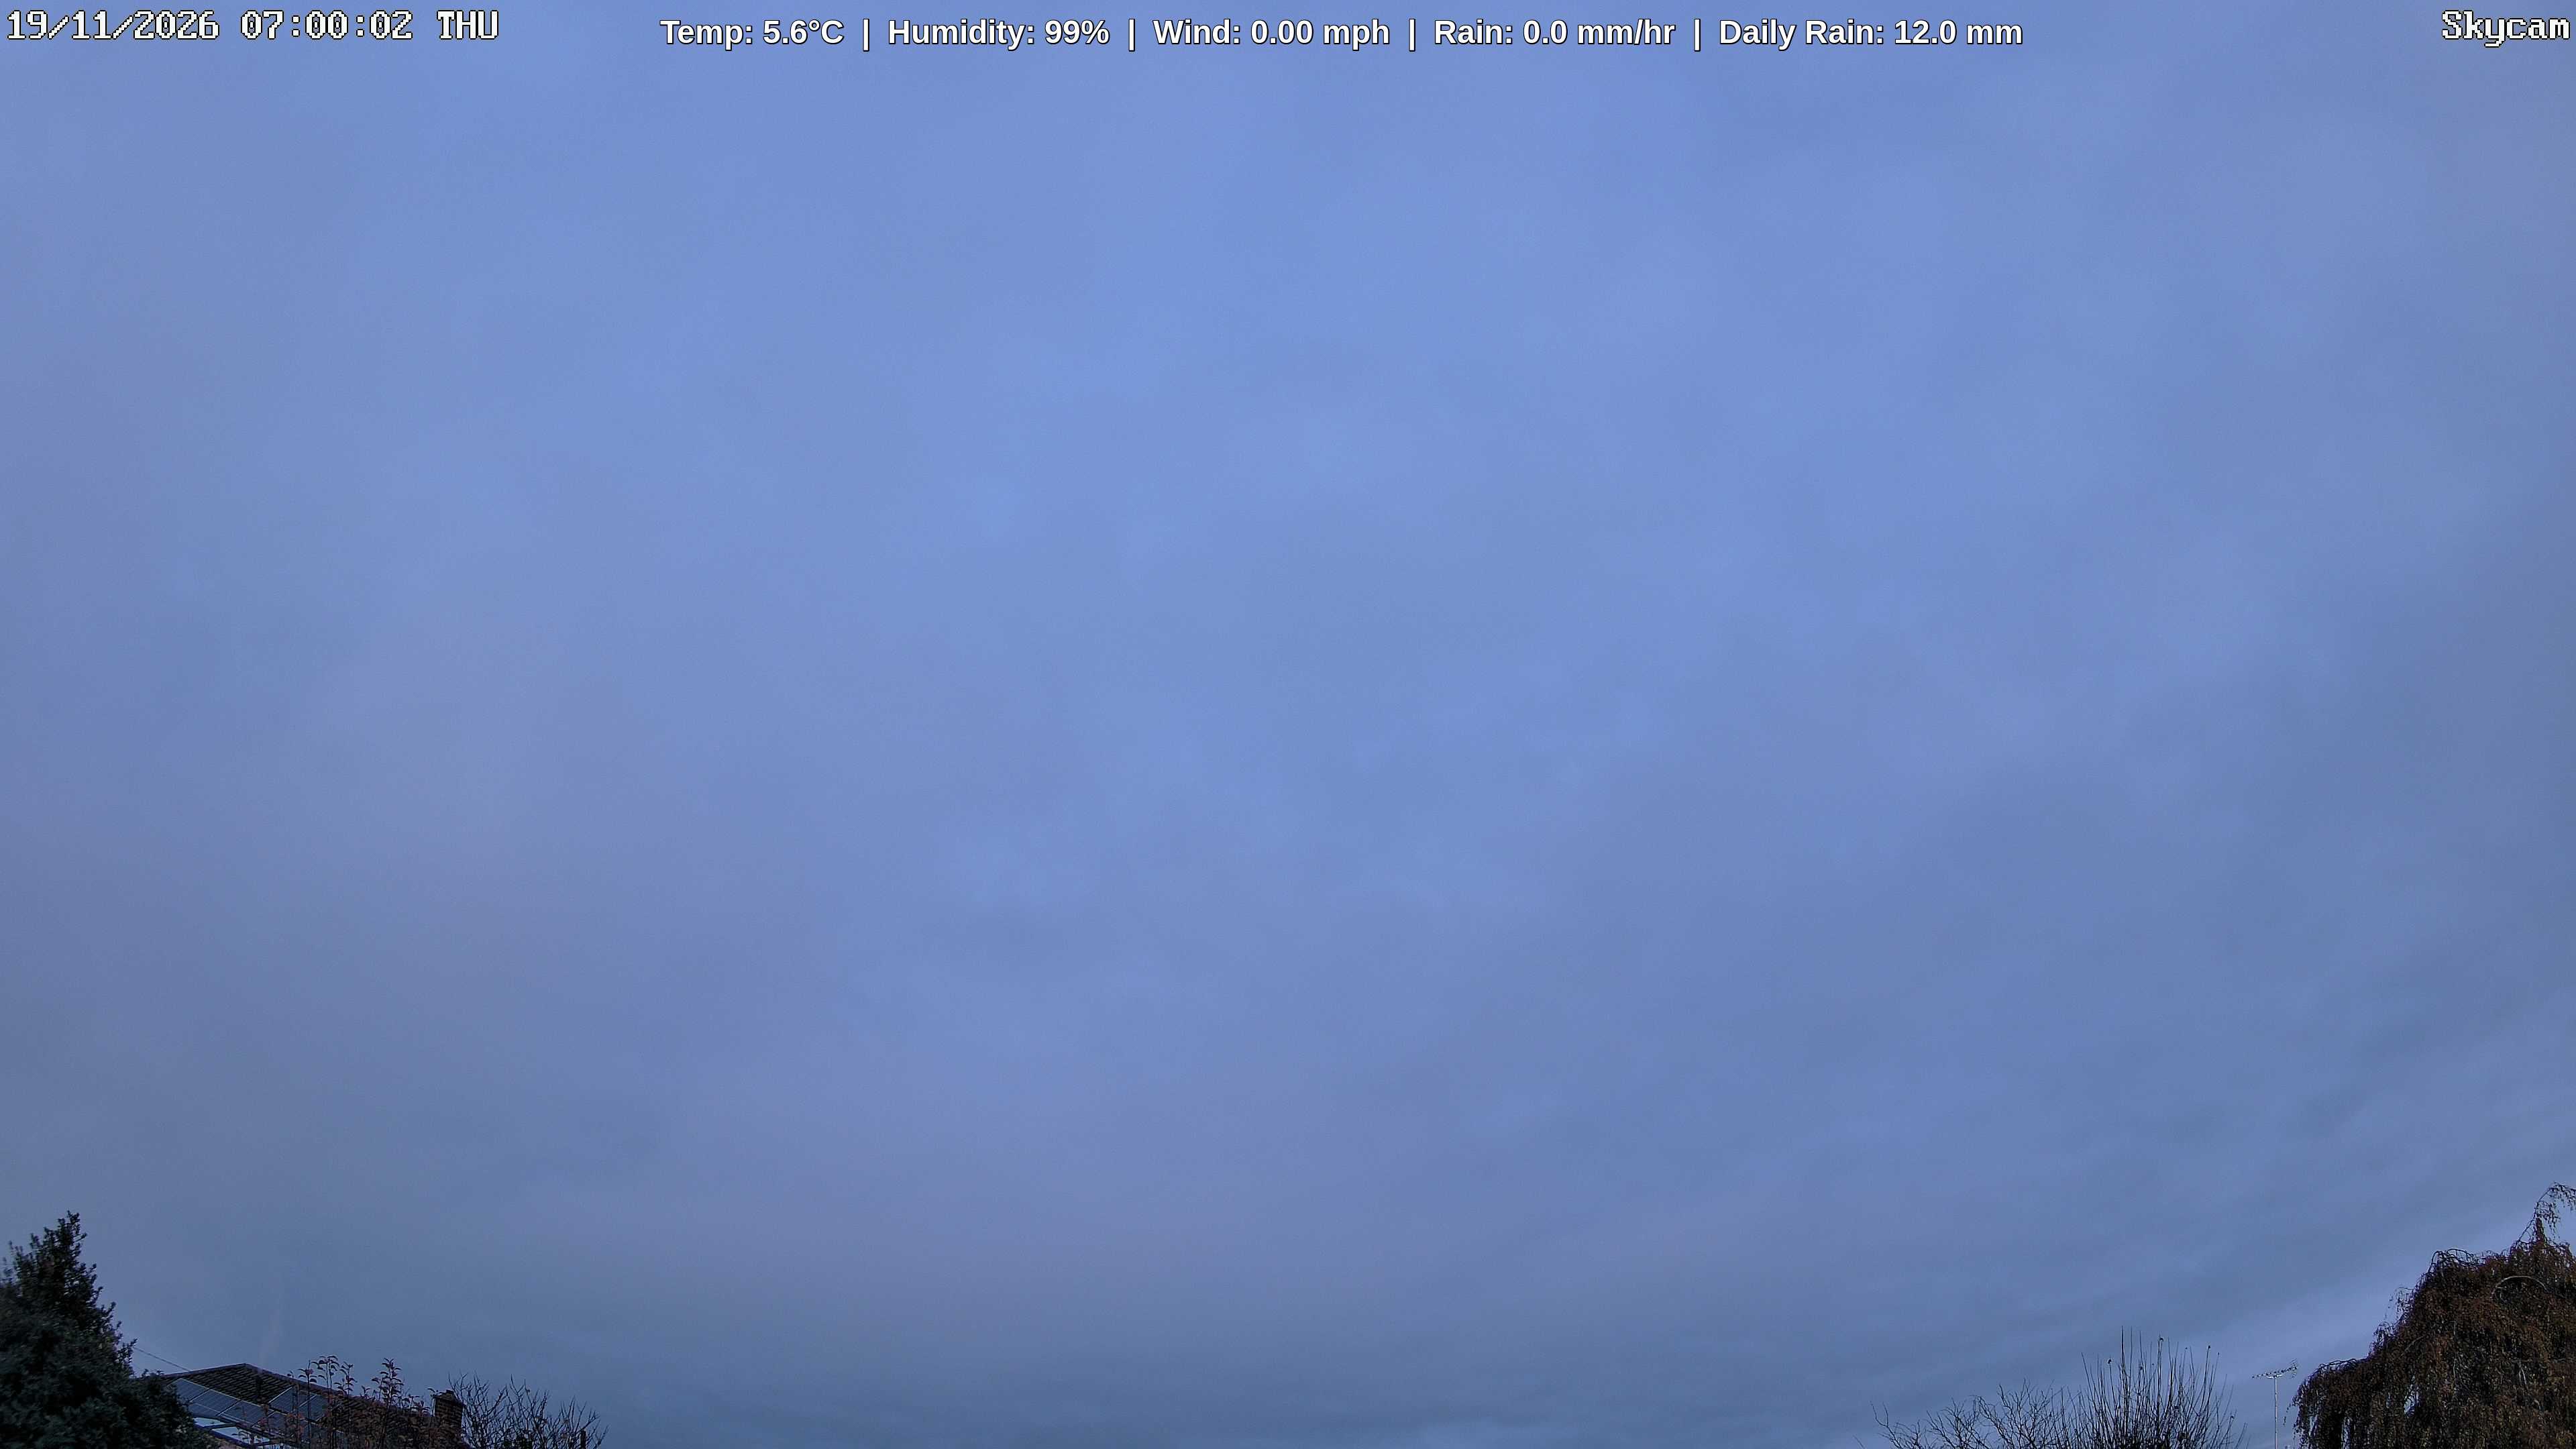 19/11/2026 07:00:02 THU
Temp: 5.6°C | Humidity: 99% | Wind: 0.00 mph | Rain: 0.0 mm/hr | Daily Rain: 12.0 mm
Skycam